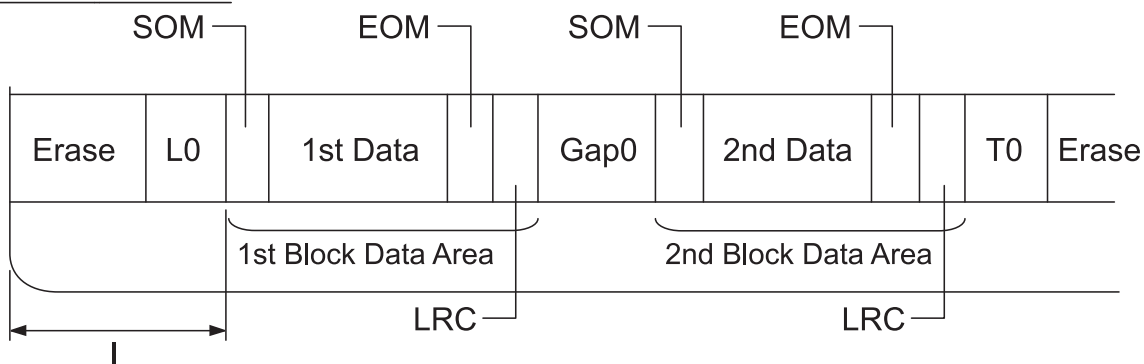 SOM EOM SOM EOM
Erase L0 1st Data Gap0 2nd Data T0 Erase
1st Block Data Area 2nd Block Data Area
LRC LRC
L